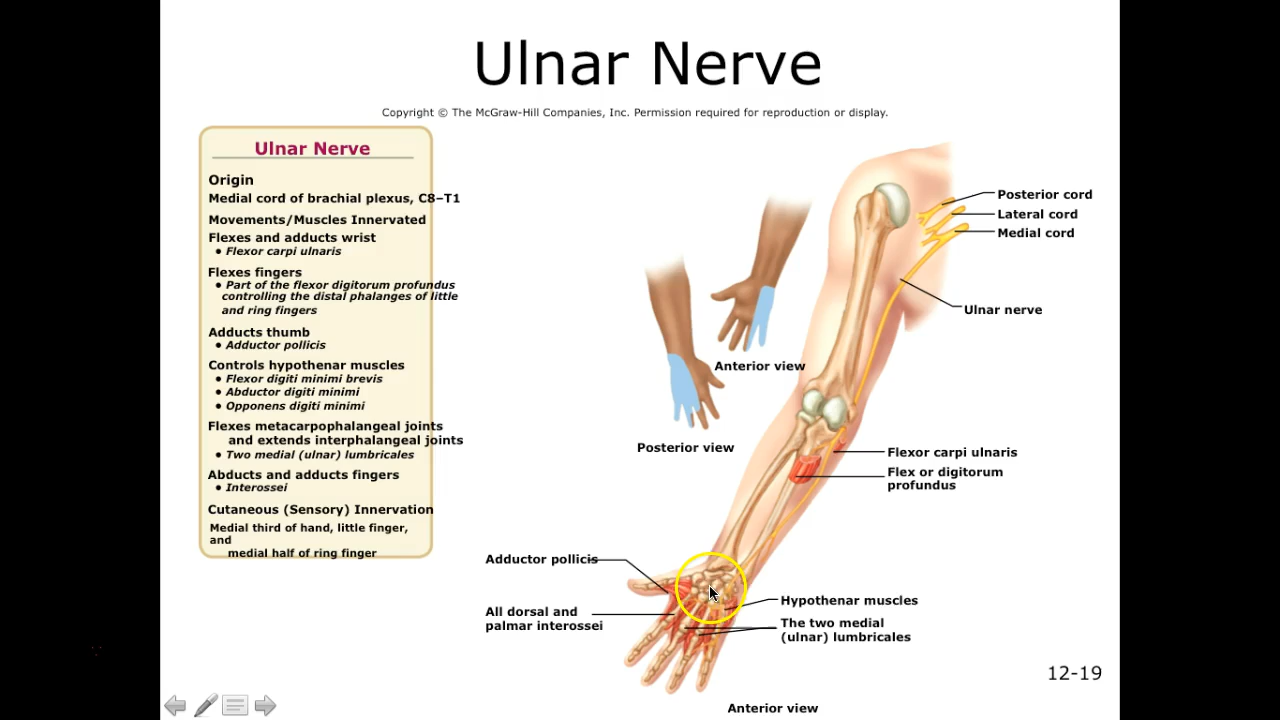 Ulnar Nerve
Copyright © The McGraw-Hill Companies, Inc. Permission required for reproduction or display.
Ulnar Nerve
Origin
Medial cord of brachial plexus, C8–T1
Movements/Muscles Innervated
Flexes and adducts wrist
• Flexor carpi ulnaris
Flexes fingers
• Part of the flexor digitorum profundus
controlling the distal phalanges of little
and ring fingers
Adducts thumb
• Adductor pollicis
Controls hypothenar muscles
• Flexor digiti minimi brevis
• Abductor digiti minimi
• Opponens digiti minimi
Flexes metacarpophalangeal joints
and extends interphalangeal joints
• Two medial (ulnar) lumbricales
Abducts and adducts fingers
• Interossei
Cutaneous (Sensory) Innervation
Medial third of hand, little finger,
and
medial half of ring finger
Posterior cord
Lateral cord
Medial cord
Ulnar nerve
Anterior view
Posterior view
Flexor carpi ulnaris
Flex or digitorum
profundus
Adductor pollicis
All dorsal and
palmar interossei
Hypothenar muscles
The two medial
(ulnar) lumbricales
12-19
Anterior view